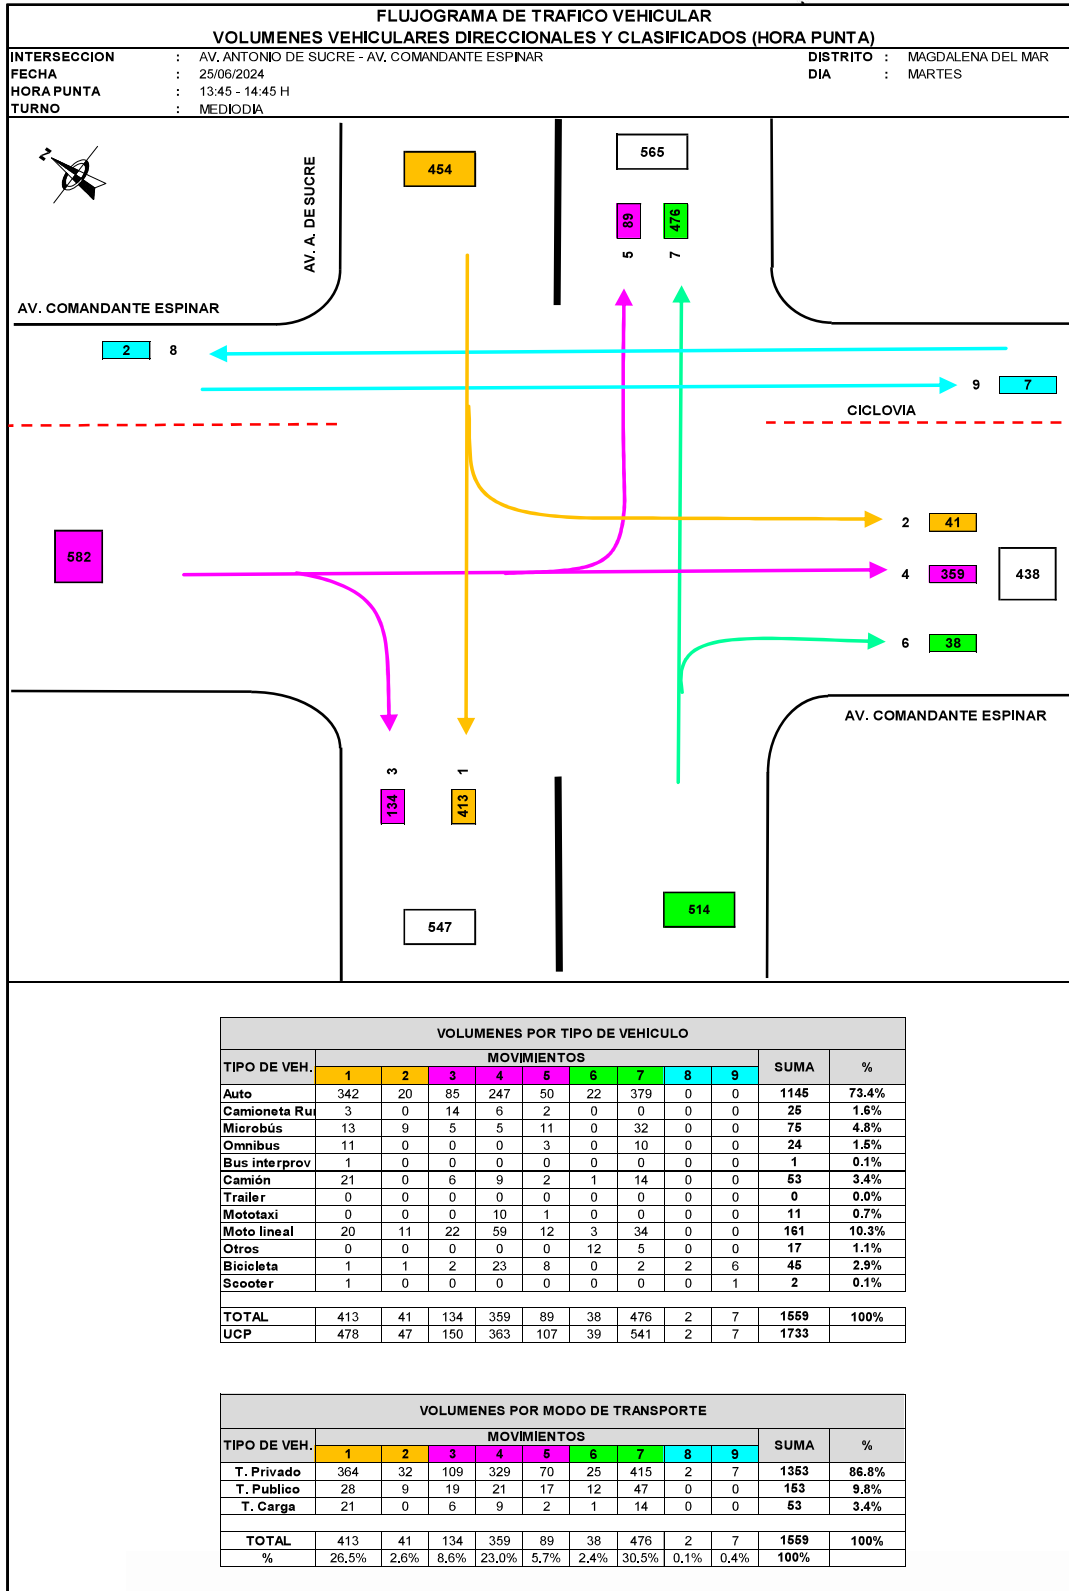 FLUJOGRAMA DE TRAFICO VEHICULAR
VOLUMENES VEHICULARES DIRECCIONALES Y CLASIFICADOS (HORA PUNTA)
INTERSECCION : AV. ANTONIO DE SUCRE - AV. COMANDANTE ESPINAR DISTRITO : MAGDALENA DEL MAR
FECHA : 25/06/2024 DIA : MARTES
HORA PUNTA : 13:45 - 14:45 H
TURNO : MEDIODIA
N
AV. A. DE SUCRE
454
565
89 476
5 7
AV. COMANDANTE ESPINAR
2 8
9 7
CICLOVIA
2 41
582
4 359 438
6 38
AV. COMANDANTE ESPINAR
3 1
134 413
514
547
VOLUMENES POR TIPO DE VEHICULO
TIPO DE VEH. MOVIMIENTOS SUMA %
1 2 3 4 5 6 7 8 9
Auto 342 20 85 247 50 22 379 0 0 1145 73.4%
Camioneta Rur 3 0 14 6 2 0 0 0 0 25 1.6%
Microbús 13 9 5 5 11 0 32 0 0 75 4.8%
Omnibus 11 0 0 0 3 0 10 0 0 24 1.5%
Bus interprov 1 0 0 0 0 0 0 0 0 1 0.1%
Camión 21 0 6 9 2 1 14 0 0 53 3.4%
Trailer 0 0 0 0 0 0 0 0 0 0 0.0%
Mototaxi 0 0 0 10 1 0 0 0 0 11 0.7%
Moto lineal 20 11 22 59 12 3 34 0 0 161 10.3%
Otros 0 0 0 0 0 12 5 0 0 17 1.1%
Bicicleta 1 1 2 23 8 0 2 2 6 45 2.9%
Scooter 1 0 0 0 0 0 0 0 1 2 0.1%
TOTAL 413 41 134 359 89 38 476 2 7 1559 100%
UCP 478 47 150 363 107 39 541 2 7 1733
VOLUMENES POR MODO DE TRANSPORTE
TIPO DE VEH. MOVIMIENTOS SUMA %
1 2 3 4 5 6 7 8 9
T. Privado 364 32 109 329 70 25 415 2 7 1353 86.8%
T. Publico 28 9 19 21 17 12 47 0 0 153 9.8%
T. Carga 21 0 6 9 2 1 14 0 0 53 3.4%
TOTAL 413 41 134 359 89 38 476 2 7 1559 100%
% 26.5% 2.6% 8.6% 23.0% 5.7% 2.4% 30.5% 0.1% 0.4% 100%